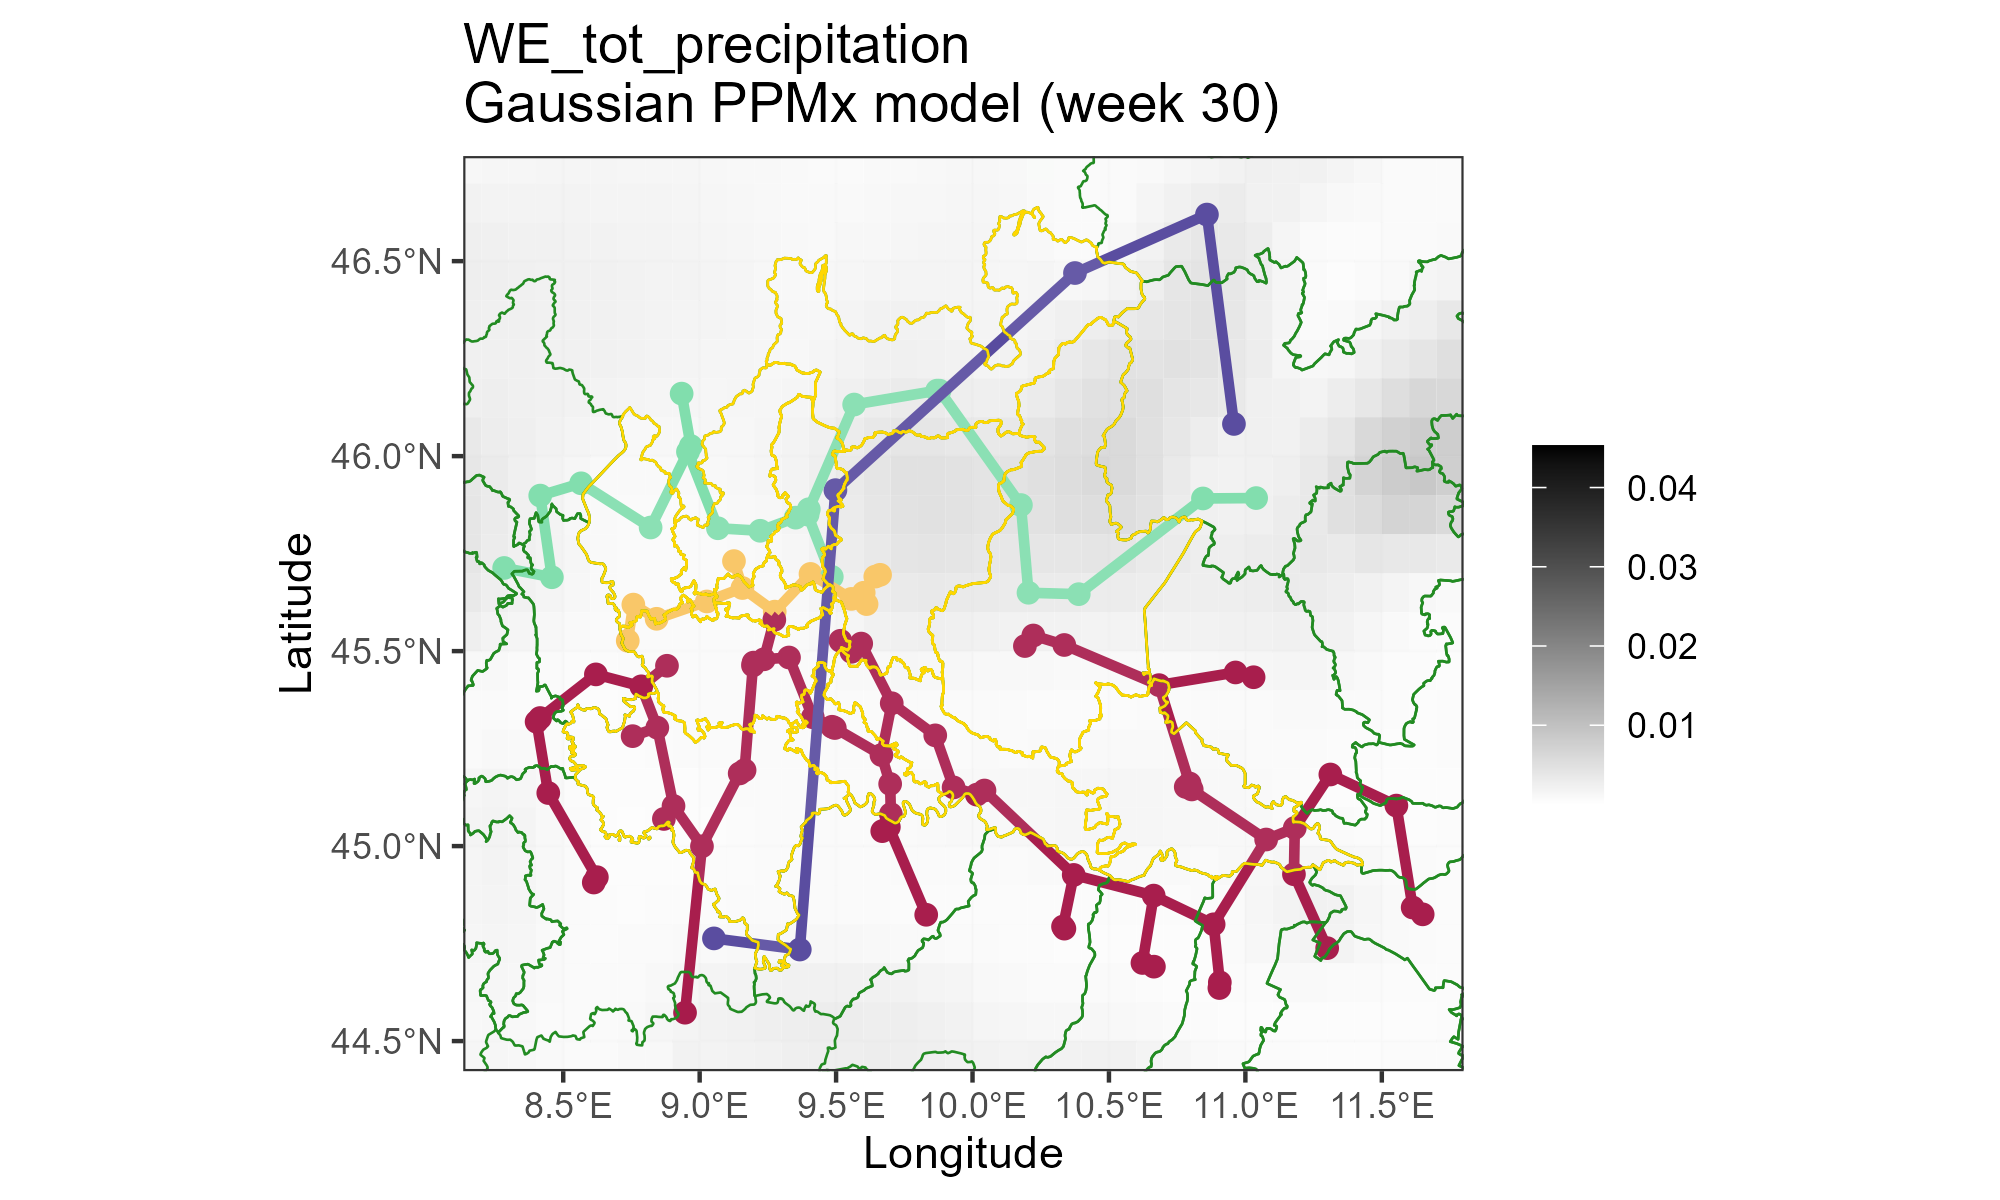 WE_tot_precipitation
Gaussian PPMx model (week 30)
46.5°N
46.0°N
45.5°N
45.0°N
44.5°N
Latitude
8.5°E
9.0°E
9.5°E
10.0°E
10.5°E
11.0°E
11.5°E
Longitude
0.04
0.03
0.02
0.01